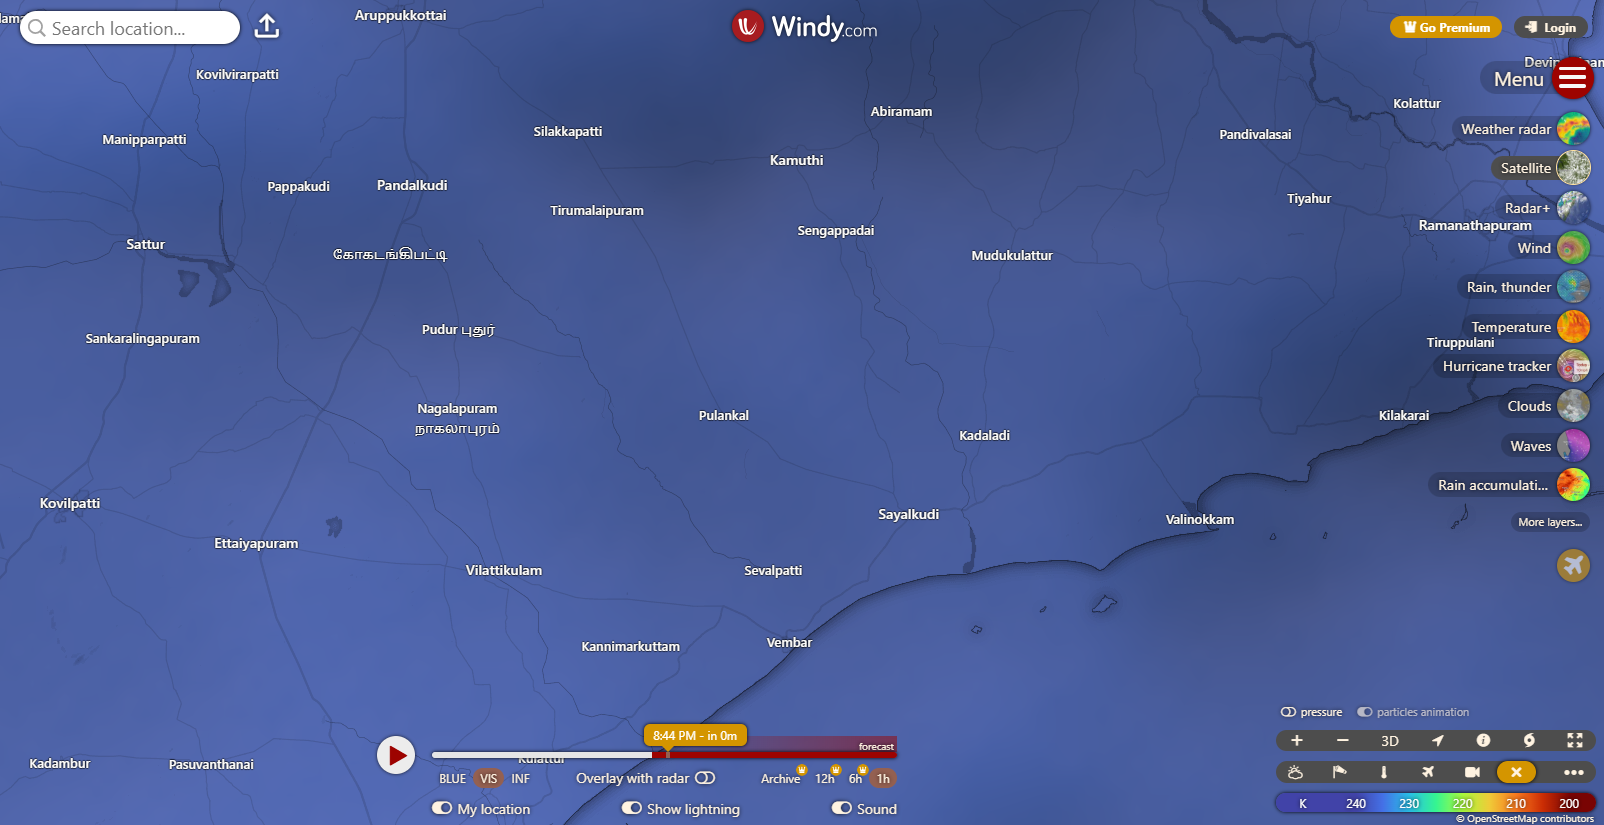 Search location...
Windy.com
Go Premium
Login
Menu
Weather radar
Satellite
Radar+
Wind
Rain, thunder
Temperature
Hurricane tracker
Clouds
Waves
Rain accumulati...
More layers...
Aruppukkottai
Kovilvirarpatti
Manipparpatti
Silakkapatti
Abiramam
Kolattur
Pandivalasai
Kamuthi
Pappakudi
Pandalkudi
Tirumalaipuram
Tiyahur
Ramanathapuram
Sengappadai
Sattur
கோகடங்கிபட்டி
Mudukulattur
Pudur புதுர்
Sankaralingapuram
Tiruppulani
Nagalapuram
நாகலாபுரம்
Pulankal
Kilakarai
Kadaladi
Kovilpatti
Sayalkudi
Valinokkam
Ettaiyapuram
Vilattikulam
Sevalpatti
Kannimarkuttam
Vembar
Kadambur
Pasuvanthanai
8:44 PM - in 0m
forecast
BLUE VIS INF
Overlay with radar
Archive 12h 6h 1h
My location
Show lightning
Sound
pressure
particles animation
3D
K 240 230 220 210 200
© OpenStreetMap contributors